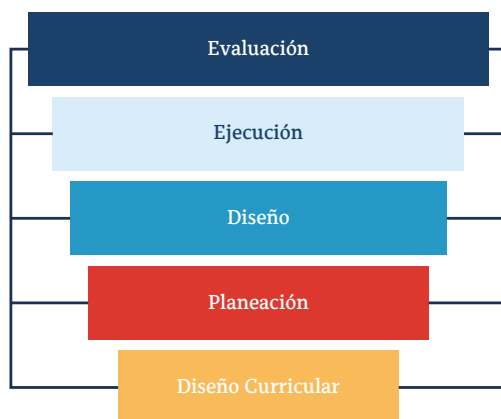 Evaluación
Ejecución
Diseño
Planeación
Diseño Curricular